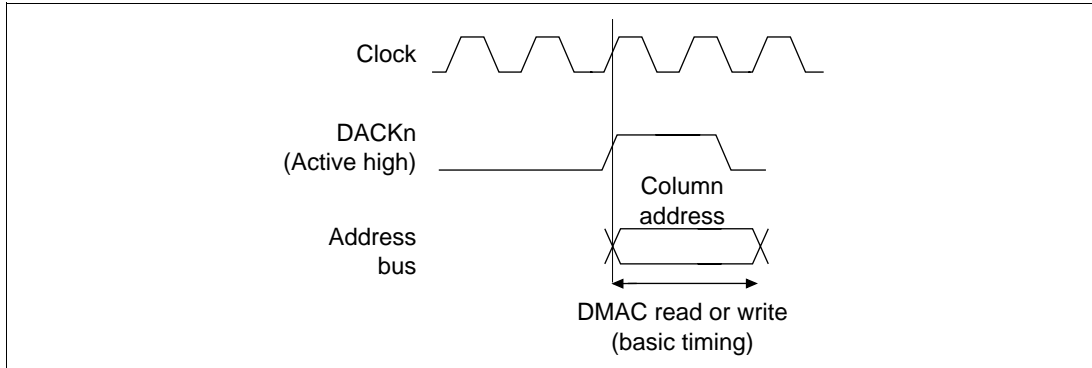 Clock
DACKn
(Active high)
Column
address
Address
bus
DMAC read or write
(basic timing)